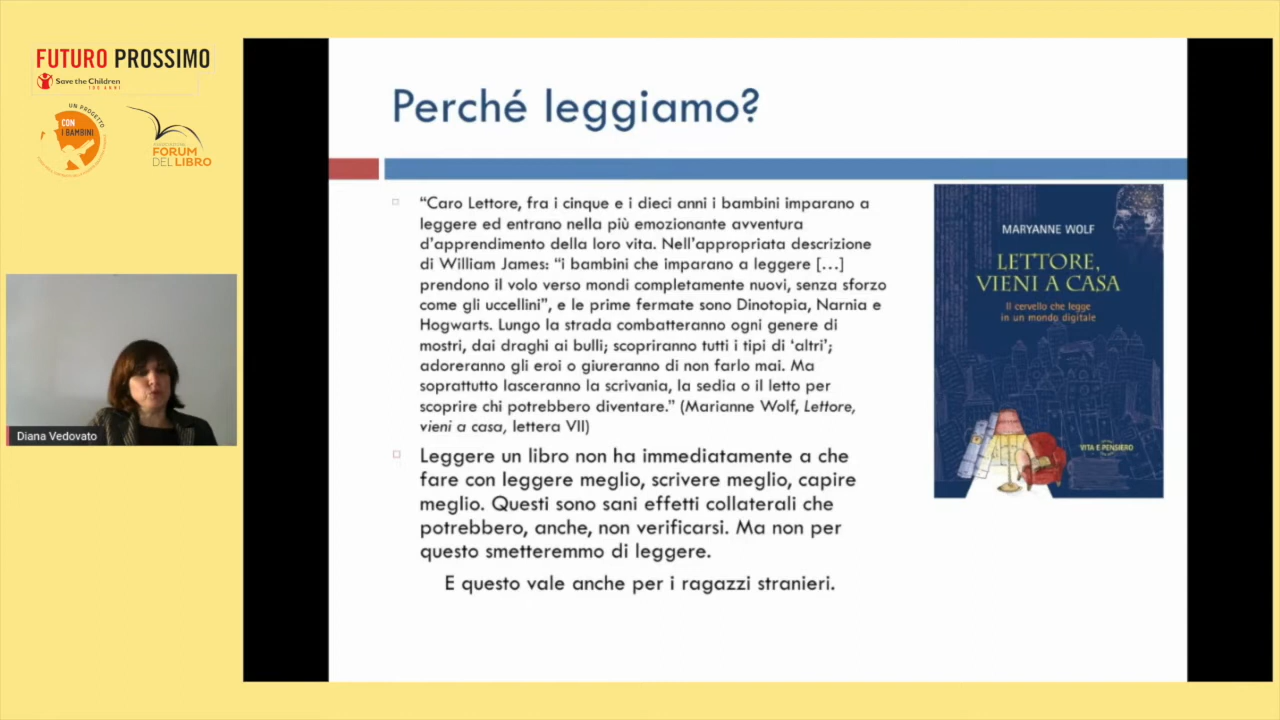 FUTURO PROSSIMO
Save the Children
100 ANNI
UN PROGETTO
CON
I BAMBINI
ASSOCIAZIONE
FORUM
DEL LIBRO
Diana Vedovato
Perché leggiamo?
“Caro Lettore, fra i cinque e i dieci anni i bambini imparano a
leggere ed entrano nella più emozionante avventura
d’apprendimento della loro vita. Nell’appropriata descrizione
di William James: “i bambini che imparano a leggere […]
prendono il volo verso mondi completamente nuovi, senza sforzo
come gli uccellini”, e le prime fermate sono Dinotopia, Narnia e
Hogwarts. Lungo la strada combatteranno ogni genere di
mostri, dai draghi ai bulli; scopriranno tutti i tipi di ‘altri’;
adoreranno gli eroi o giureranno di non farlo mai. Ma
soprattutto lasceranno la scrivania, la sedia o il letto per
scoprire chi potrebbero diventare.” (Marianne Wolf, Lettore,
vieni a casa, lettera VII)
Leggere un libro non ha immediatamente a che
fare con leggere meglio, scrivere meglio, capire
meglio. Questi sono sani effetti collaterali che
potrebbero, anche, non verificarsi. Ma non per
questo smetteremmo di leggere.
E questo vale anche per i ragazzi stranieri.
MARYANNE WOLF
LETTORE,
VIENI A CASA
Il cervello che legge
in un mondo digitale
VITA E PENSIERO